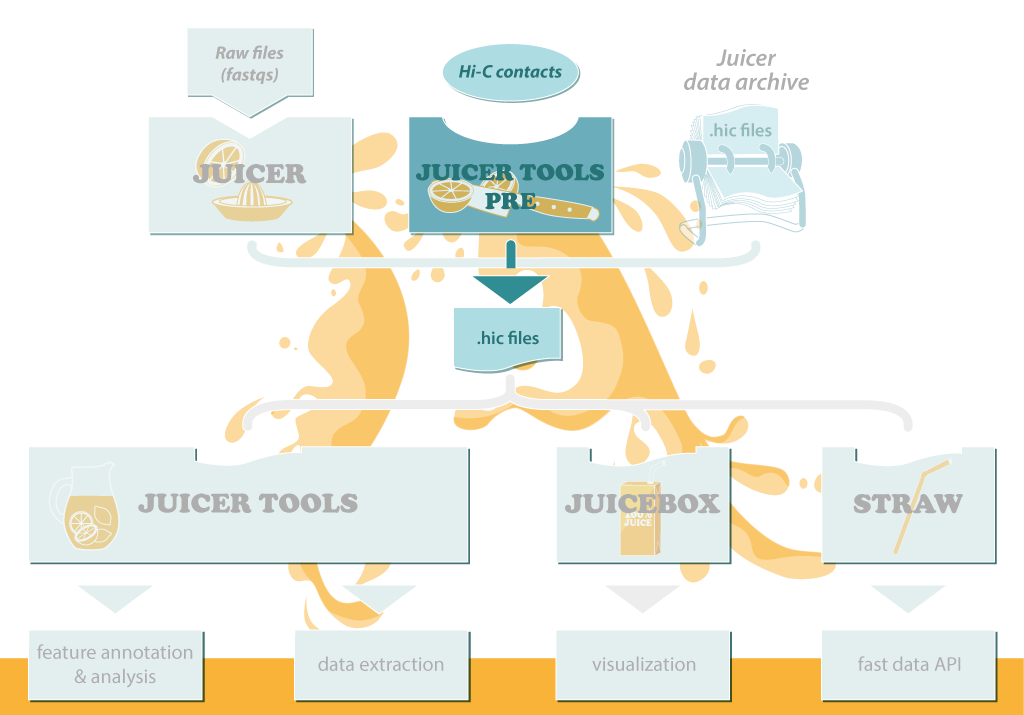 Raw files
(fastqs)
Hi-C contacts
Juicer
data archive
.hic files
JUICER
JUICER TOOLS
PRE
.hic files
JUICER TOOLS
JUICEBOX
100%
JUICE
STRAW
feature annotation
& analysis
data extraction
visualization
fast data API